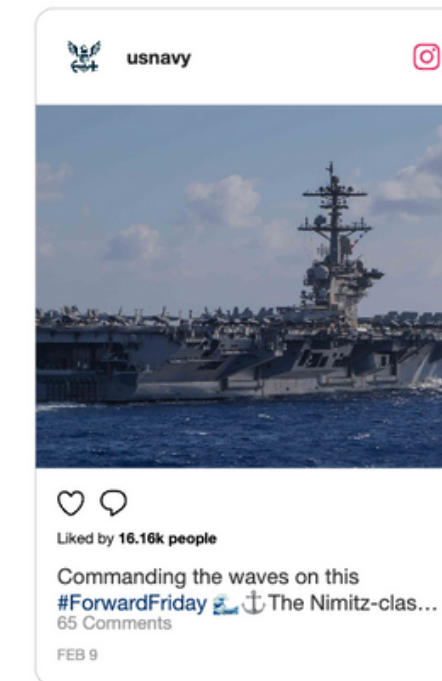 usnavy
Liked by 16.16k people
Commanding the waves on this
#ForwardFriday 🌊⚓The Nimitz-clas...
65 Comments
FEB 9